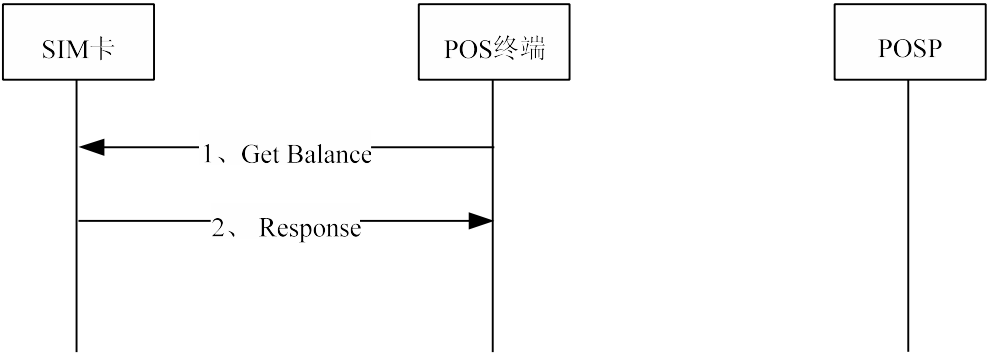 SIM卡
POS终端
POSP
1、Get Balance
2、 Response